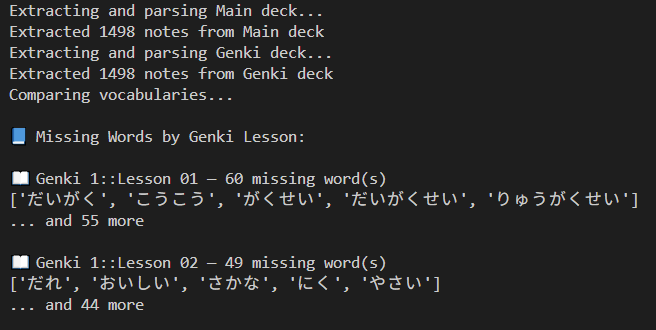 Extracting and parsing Main deck...
Extracted 1498 notes from Main deck
Extracting and parsing Genki deck...
Extracted 1498 notes from Genki deck
Comparing vocabularies...
📘 Missing Words by Genki Lesson:
📖 Genki 1::Lesson 01 — 60 missing word(s)
['だいがく', 'こうこう', 'がくせい', 'だいがくせい', 'りゅうがくせい']
... and 55 more
📖 Genki 1::Lesson 02 — 49 missing word(s)
['だれ', 'おいしい', 'さかな', 'にく', 'やさい']
... and 44 more